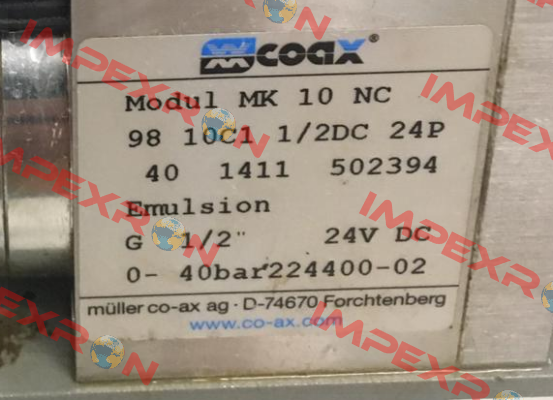 coax®
Modul MK 10 NC
98 10C1 1/2DC 24P
40 1411 502394
Emulsion
G 1/2" 24V DC
0- 40bar224400-02
müller co-ax ag · D-74670 Forchtenberg
www.co-ax.com
IMPEXRON
IMPEXRON
IMPEXRON
IMPEXRON